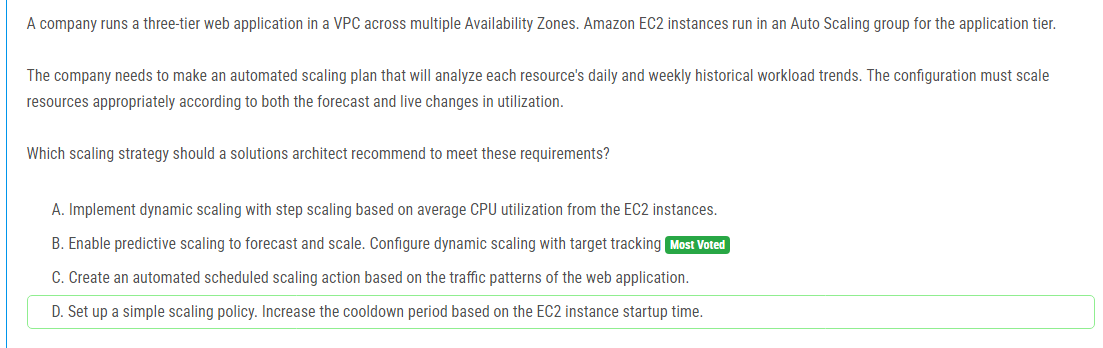 A company runs a three-tier web application in a VPC across multiple Availability Zones. Amazon EC2 instances run in an Auto Scaling group for the application tier.
The company needs to make an automated scaling plan that will analyze each resource's daily and weekly historical workload trends. The configuration must scale
resources appropriately according to both the forecast and live changes in utilization.
Which scaling strategy should a solutions architect recommend to meet these requirements?
A. Implement dynamic scaling with step scaling based on average CPU utilization from the EC2 instances.
B. Enable predictive scaling to forecast and scale. Configure dynamic scaling with target tracking Most Voted
C. Create an automated scheduled scaling action based on the traffic patterns of the web application.
D. Set up a simple scaling policy. Increase the cooldown period based on the EC2 instance startup time.